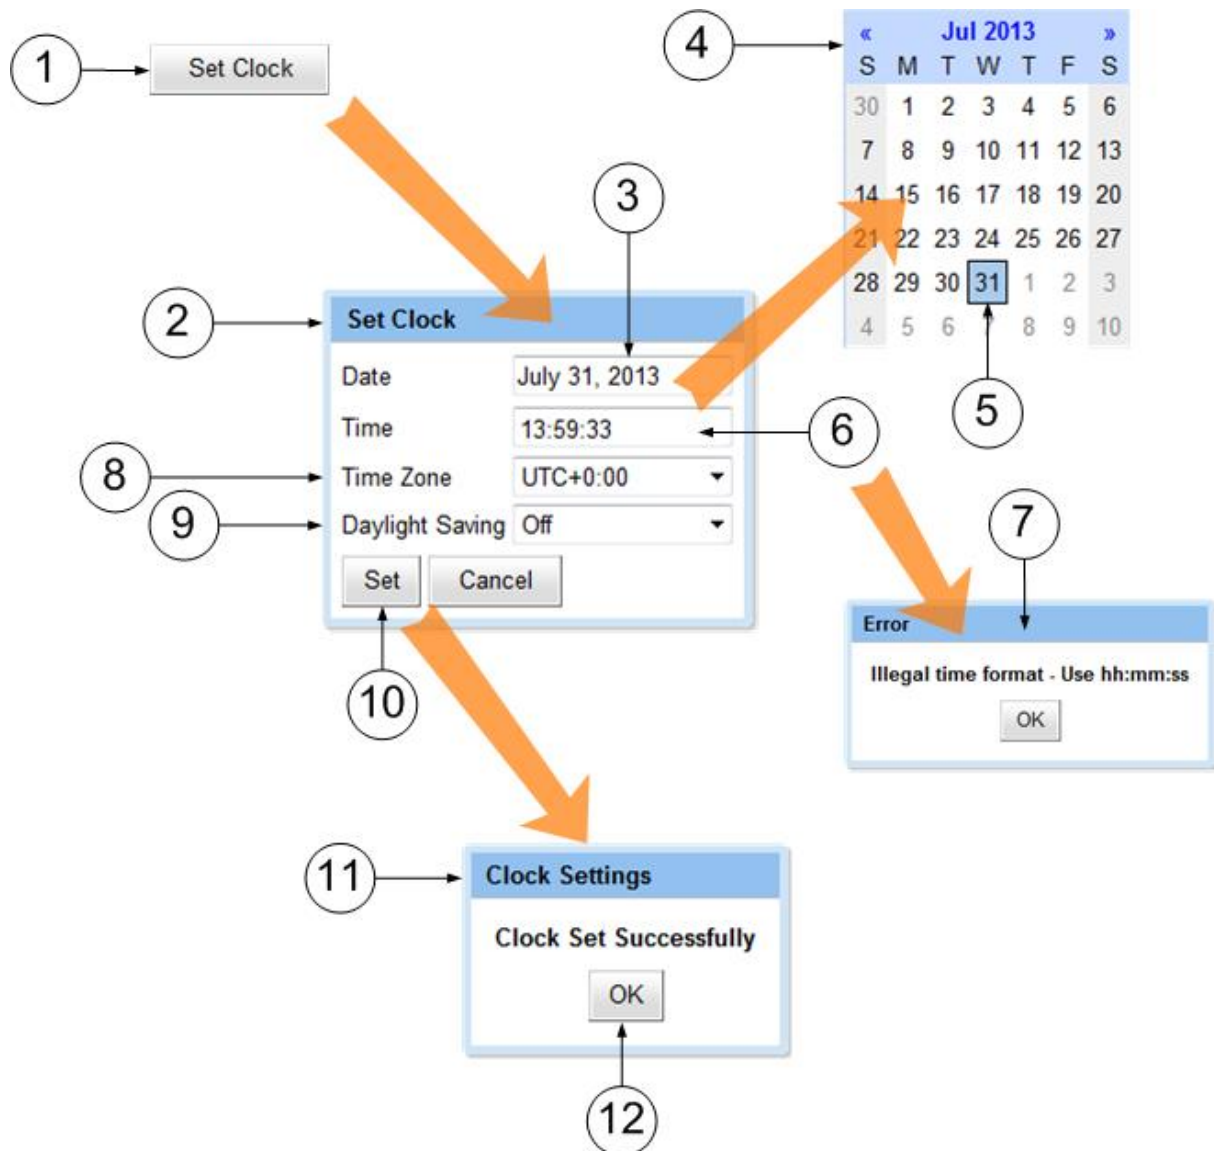 1
Set Clock
4
« Jul 2013 »
S M T W T F S
30 1 2 3 4 5 6
7 8 9 10 11 12 13
14 15 16 17 18 19 20
21 22 23 24 25 26 27
28 29 30 31 1 2 3
4 5 6 7 8 9 10
5
3
2
Set Clock
Date July 31, 2013
Time 13:59:33
6
8
Time Zone UTC+0:00
9
Daylight Saving Off
Set Cancel
10
7
Error
Illegal time format - Use hh:mm:ss
OK
11
Clock Settings
Clock Set Successfully
OK
12